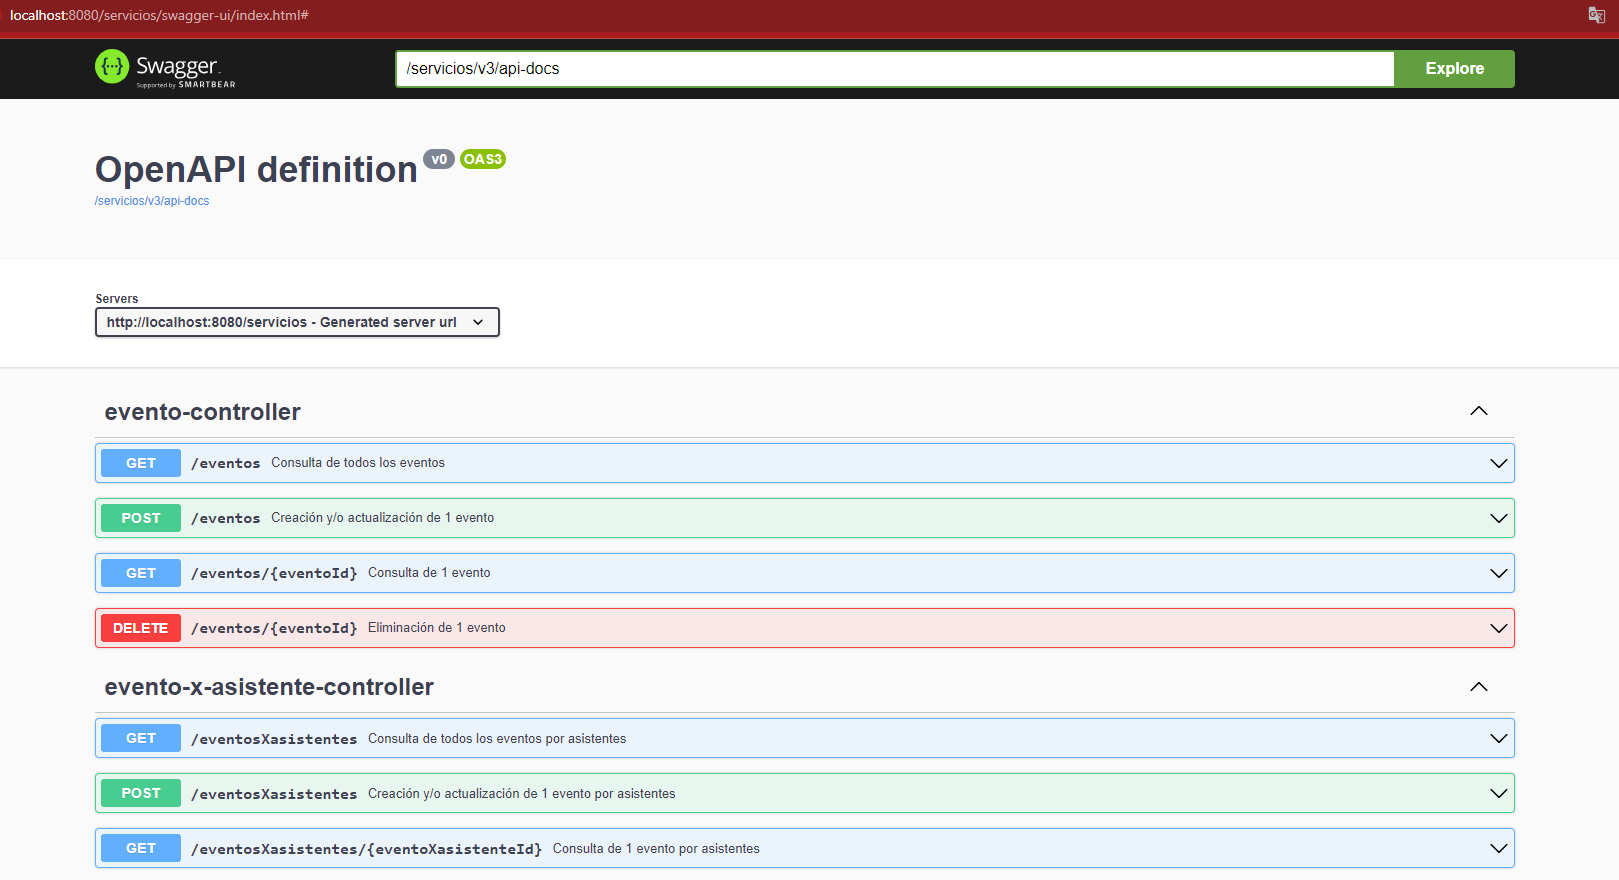 localhost:8080/servicios/swagger-ui/index.html#
Swagger
Supported by SMARTBEAR
/servicios/v3/api-docs
Explore
OpenAPI definition v0 OAS3
/servicios/v3/api-docs
Servers
http://localhost:8080/servicios - Generated server url
evento-controller
GET /eventos Consulta de todos los eventos
POST /eventos Creación y/o actualización de 1 evento
GET /eventos/{eventoId} Consulta de 1 evento
DELETE /eventos/{eventoId} Eliminación de 1 evento
evento-x-asistente-controller
GET /eventosXasistentes Consulta de todos los eventos por asistentes
POST /eventosXasistentes Creación y/o actualización de 1 evento por asistentes
GET /eventosXasistentes/{eventoXasistenteId} Consulta de 1 evento por asistentes